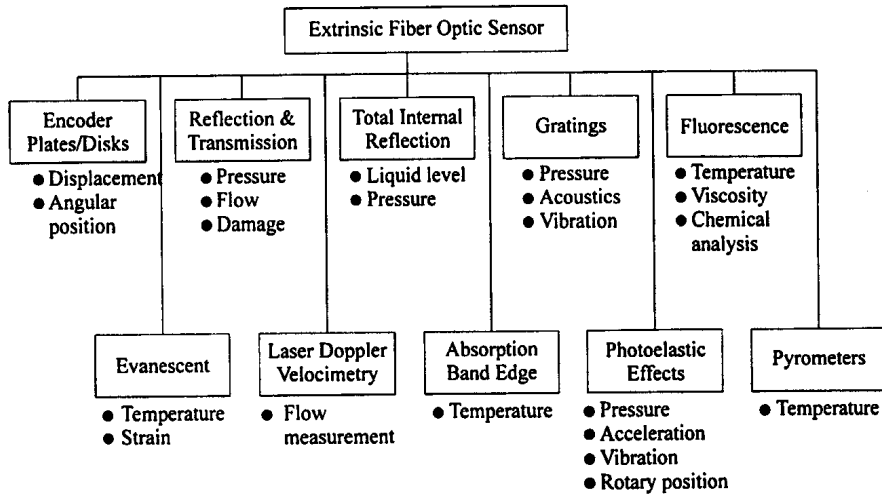 Extrinsic Fiber Optic Sensor
Encoder
Plates/Disks
● Displacement
● Angular
position
Reflection &
Transmission
● Pressure
● Flow
● Damage
Total Internal
Reflection
● Liquid level
● Pressure
Gratings
● Pressure
● Acoustics
● Vibration
Fluorescence
● Temperature
● Viscosity
● Chemical
analysis
Evanescent
● Temperature
● Strain
Laser Doppler
Velocimetry
● Flow
measurement
Absorption
Band Edge
● Temperature
Photoelastic
Effects
● Pressure
● Acceleration
● Vibration
● Rotary position
Pyrometers
● Temperature